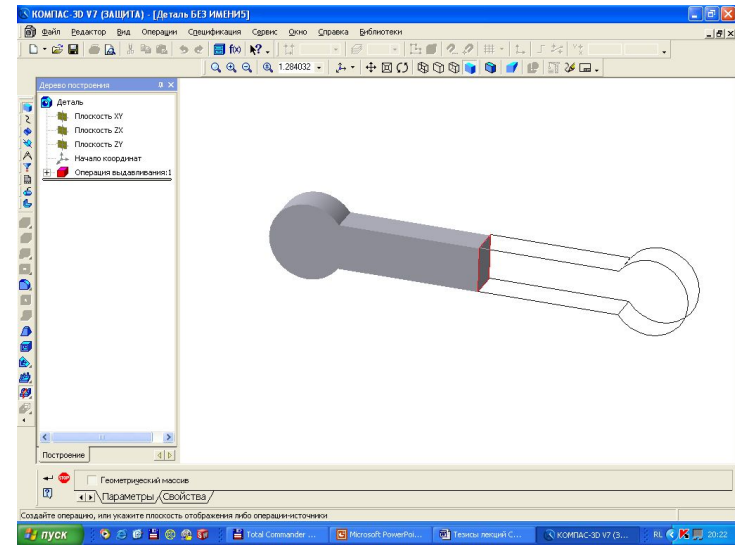 КОМПАС-3D V7 (ЗАЩИТА) - [Деталь БЕЗ ИМЕНИ5]
Файл Редактор Вид Операции Спецификация Сервис Окно Справка Библиотеки
f(x)
1.284032
Дерево построения
Деталь
Плоскость XY
Плоскость ZX
Плоскость ZY
Начало координат
Операция выдавливания:1
Построение
STOP
Геометрический массив
Параметры Свойства
Создайте операцию, или укажите плоскость отображения либо операции-источники
пуск
Total Commander ...
Microsoft PowerPoi...
Тезисы лекций С...
КОМПАС-3D V7 (З...
RL
20:22